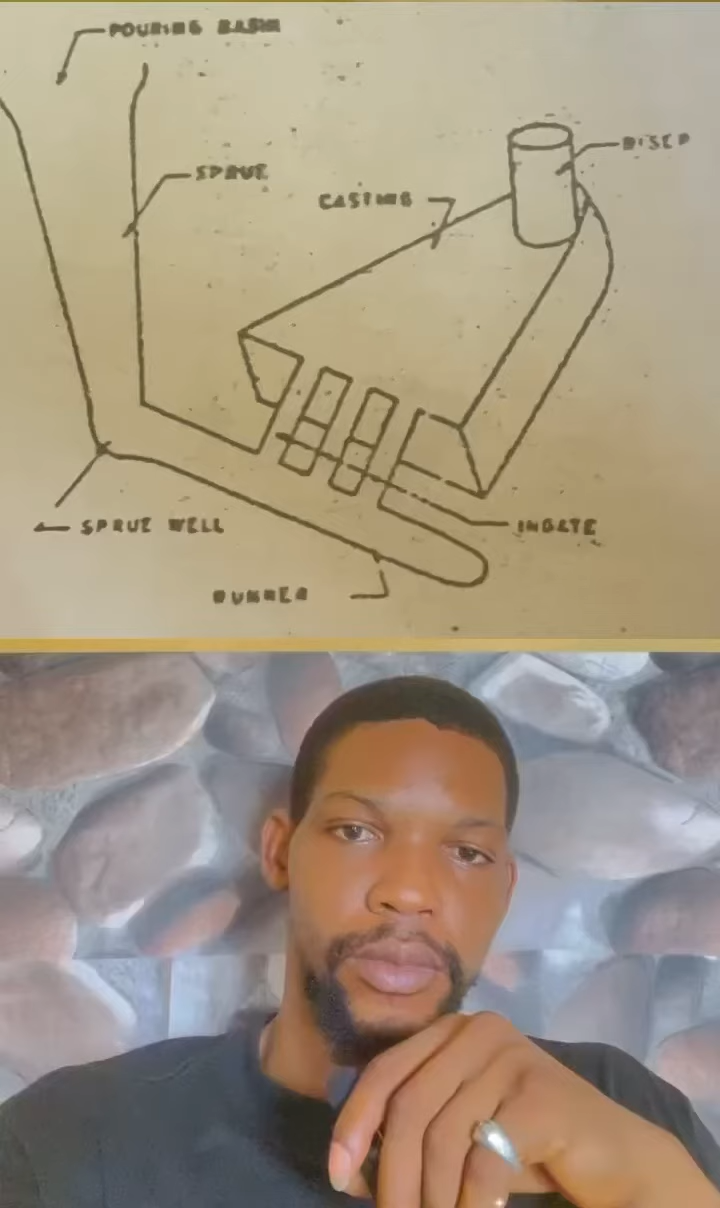 POURING BASIN
RISER
SPRUE
CASTING
SPRUE WELL
INGATE
RUNNER